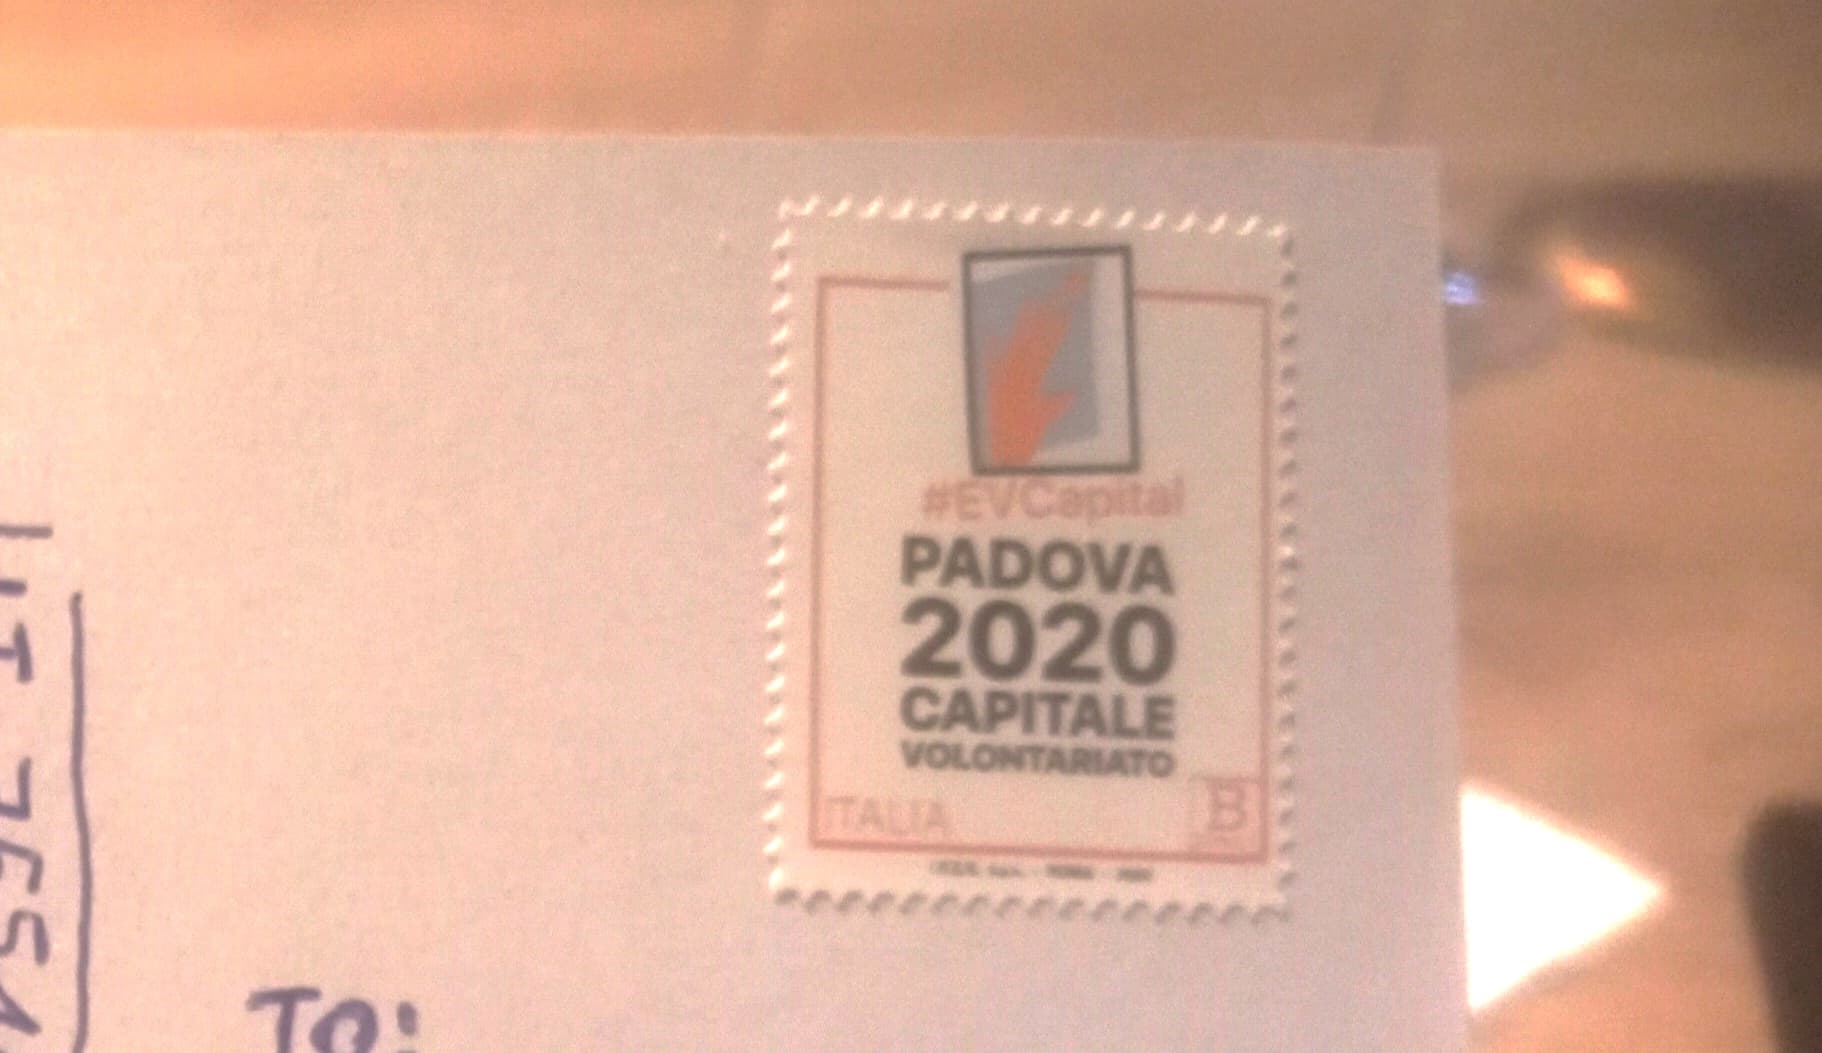 #EVCapital
PADOVA
2020
CAPITALE
VOLONTARIATO
ITALIA
B
TO: